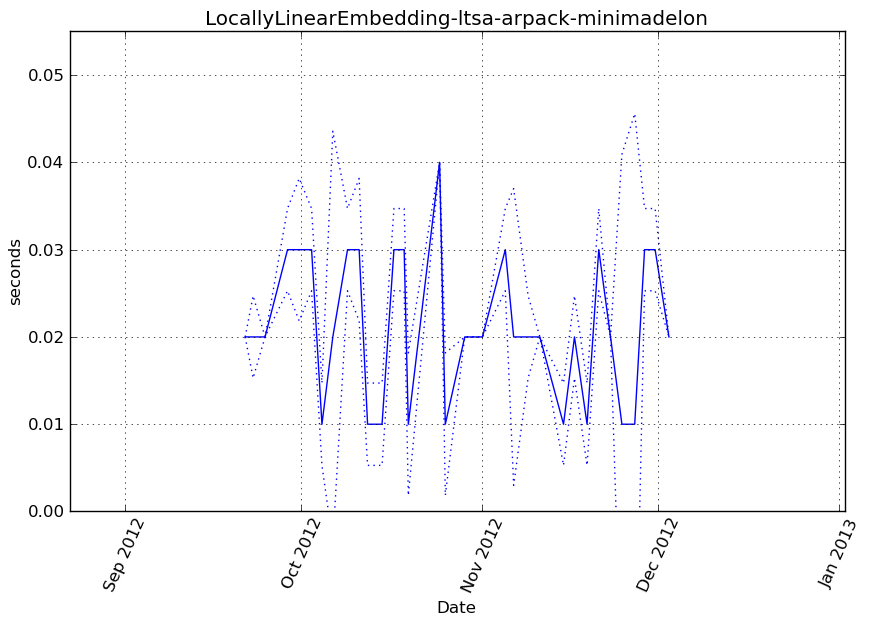 LocallyLinearEmbedding-ltsa-arpack-minimadelon
0.05
0.04
0.03
0.02
0.01
0.00
seconds
Sep 2012
Oct 2012
Nov 2012
Dec 2012
Jan 2013
Date